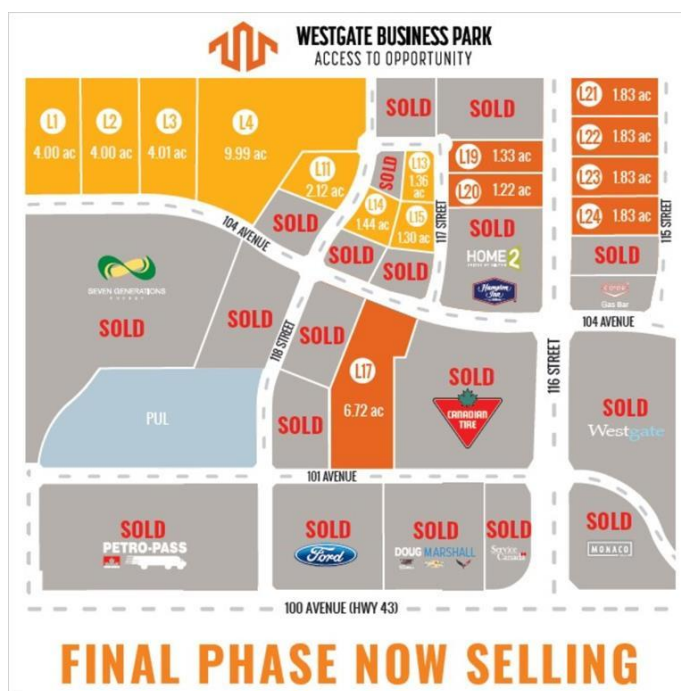 WESTGATE BUSINESS PARK
ACCESS TO OPPORTUNITY
L1
4.00 ac
L2
4.00 ac
L3
4.01 ac
L4
9.99 ac
SOLD
SOLD
L21 1.83 ac
L22 1.83 ac
L23 1.83 ac
L24 1.83 ac
L11
2.12 ac
SOLD
L13
1.36
ac
L19 1.33 ac
L20 1.22 ac
L14
1.44 ac
L15
1.30 ac
117 STREET
115 STREET
104 AVENUE
SOLD
SOLD
SOLD
SOLD
HOME2
Hampton
Inn
SOLD
Gas Bar
104 AVENUE
SEVEN GENERATIONS
ENERGY
SOLD
SOLD
118 STREET
SOLD
L17
6.72 ac
SOLD
CANADIAN
TIRE
116 STREET
SOLD
Westgate
PUL
SOLD
101 AVENUE
SOLD
PETRO-PASS
SOLD
Ford
SOLD
DOUG MARSHALL
SOLD
Service
Canada
SOLD
MONACO
100 AVENUE (HWY 43)
FINAL PHASE NOW SELLING